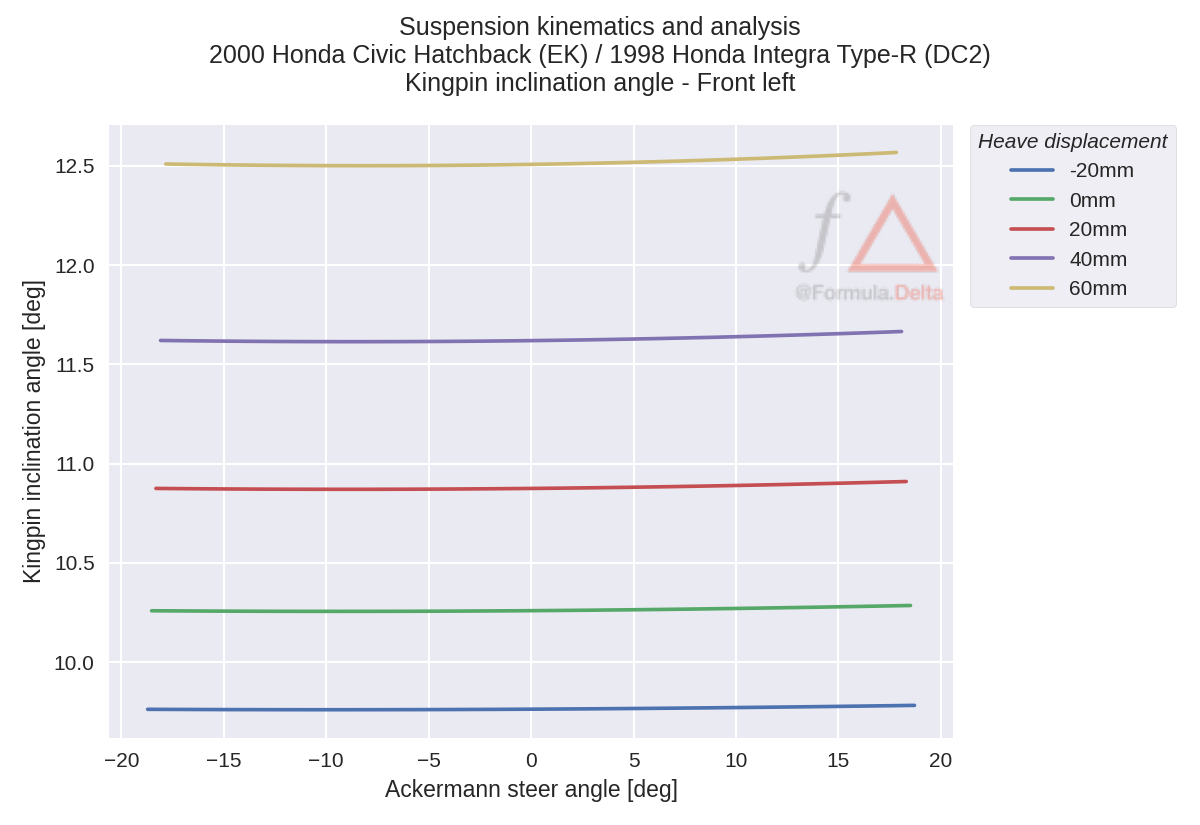 Suspension kinematics and analysis
2000 Honda Civic Hatchback (EK) / 1998 Honda Integra Type-R (DC2)
Kingpin inclination angle - Front left
Heave displacement
-20mm
0mm
20mm
40mm
60mm
ƒ
@Formula.Delta
Kingpin inclination angle [deg]
12.5
12.0
11.5
11.0
10.5
10.0
−20 −15 −10 −5 0 5 10 15 20
Ackermann steer angle [deg]